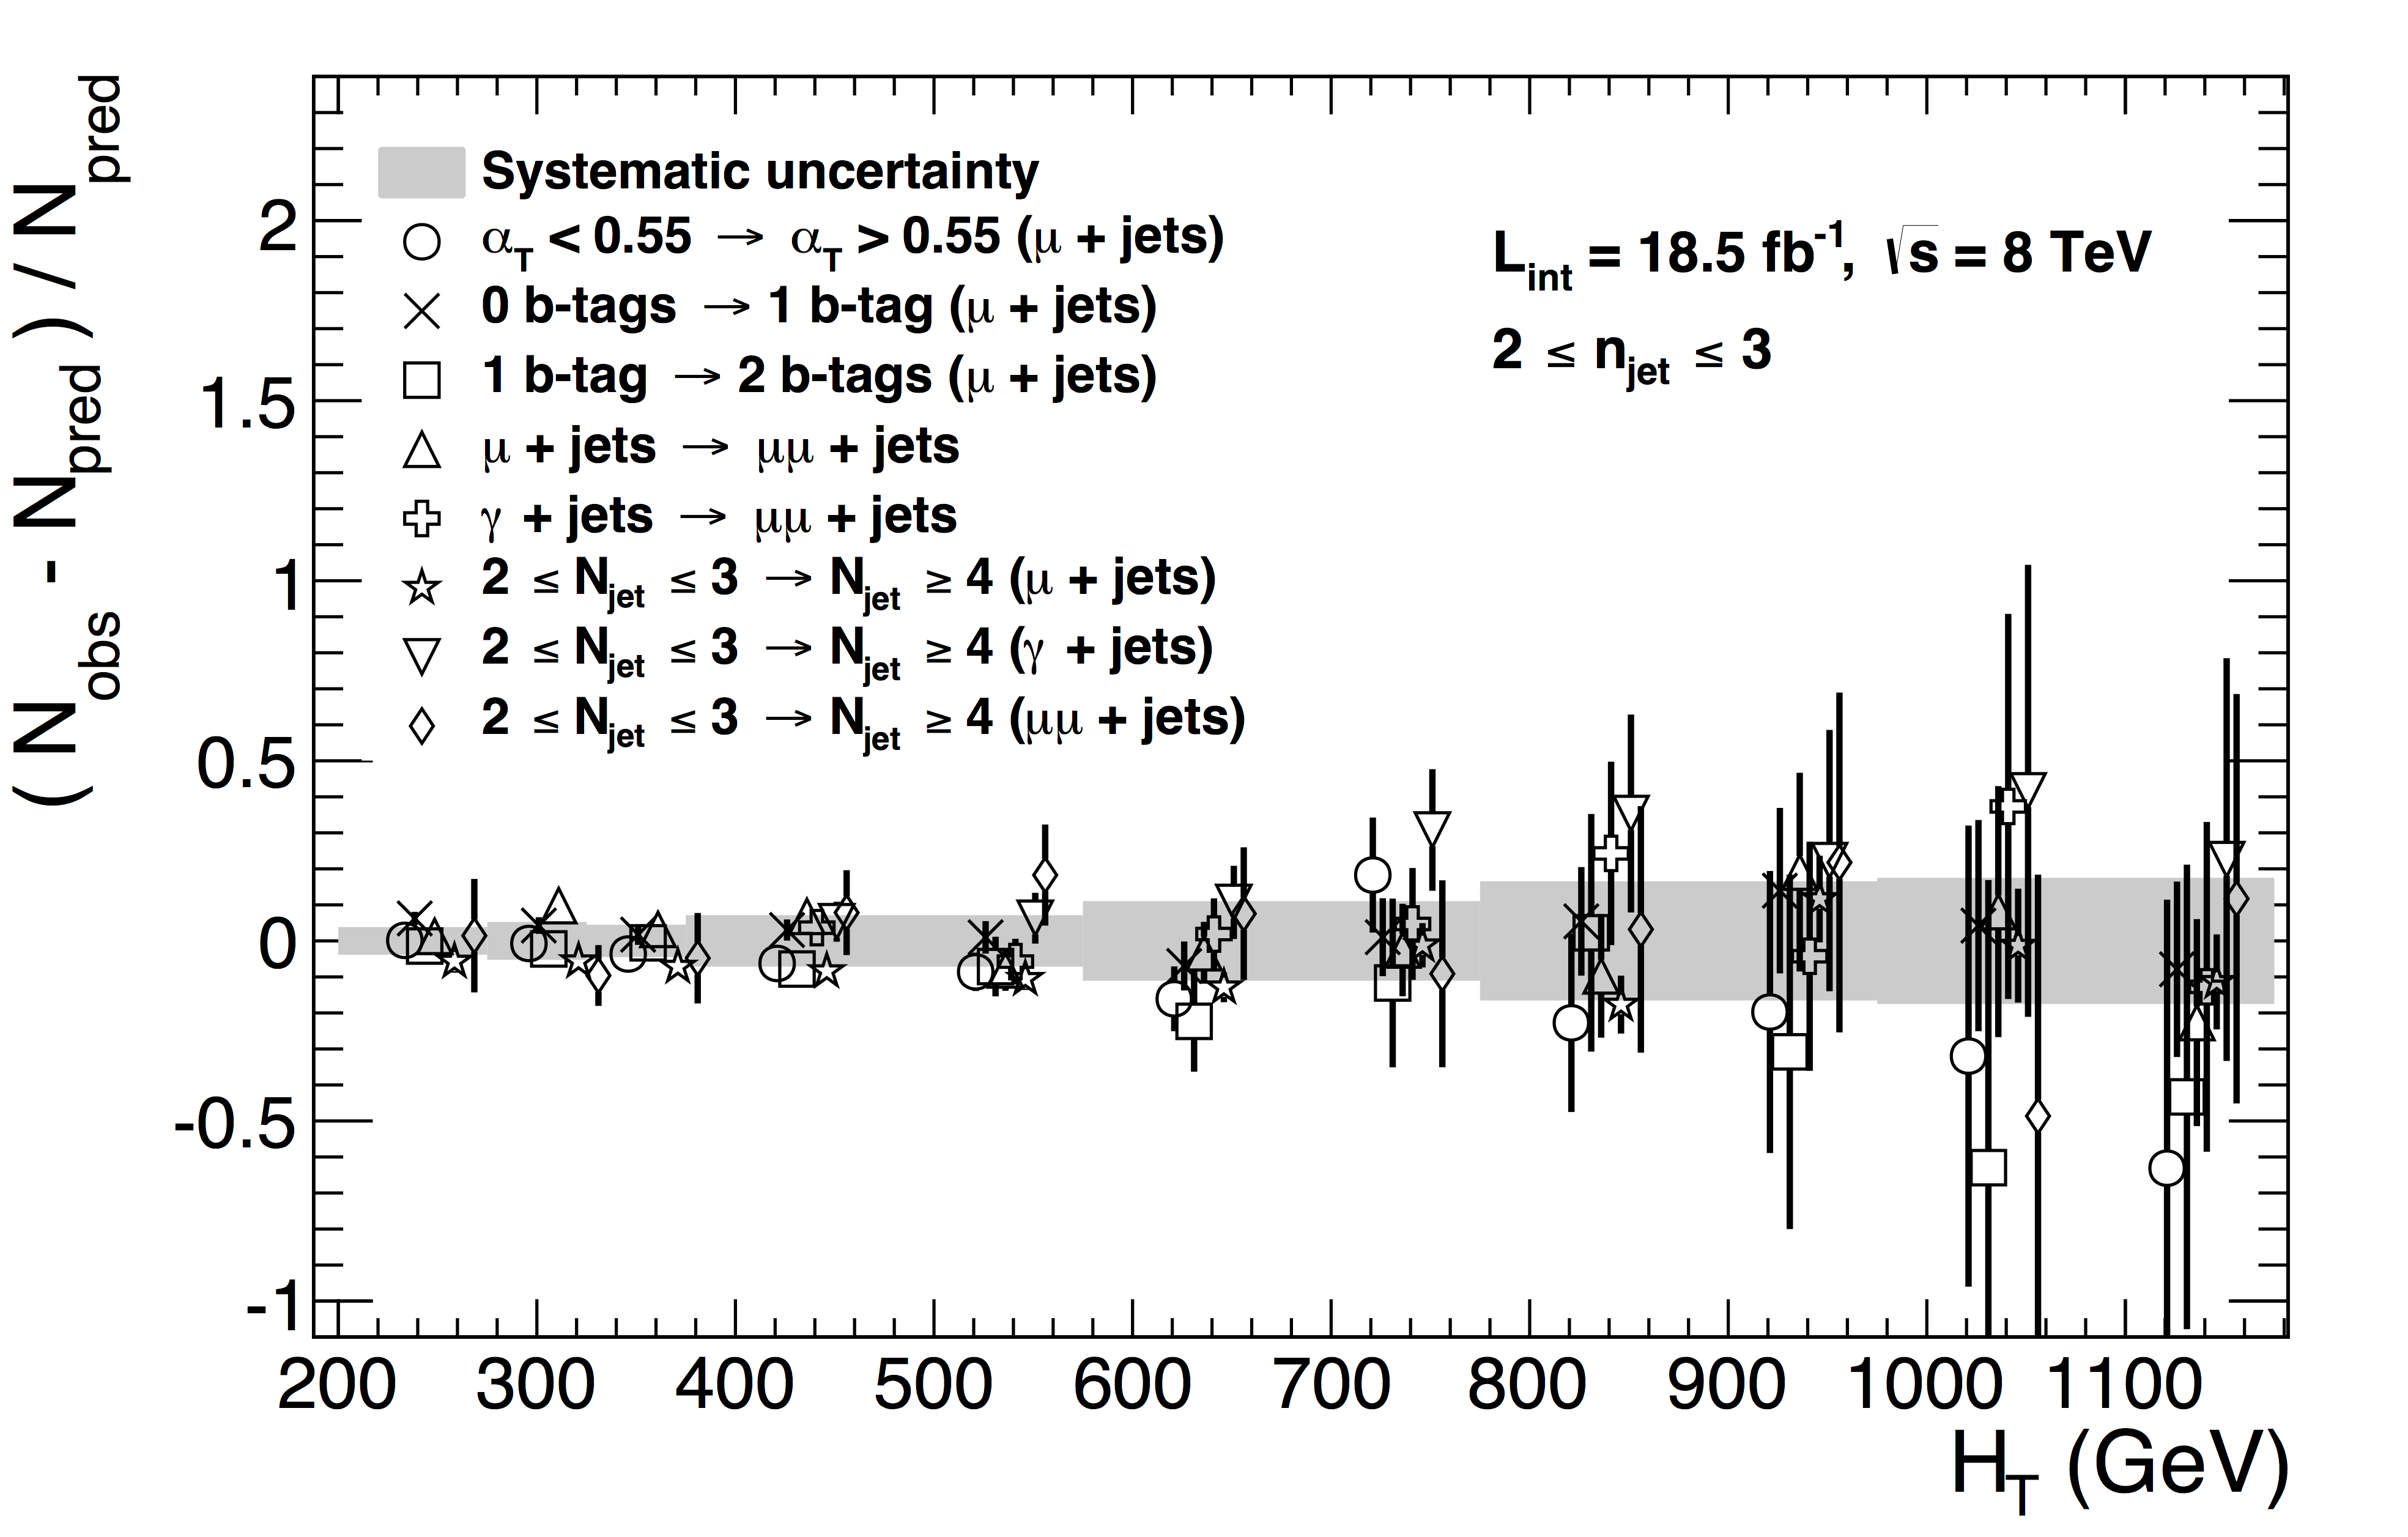 ( N_obs - N_pred ) / N_pred
2
1.5
1
0.5
0
-0.5
-1
Systematic uncertainty
α_T < 0.55 → α_T > 0.55 (μ + jets)
0 b-tags → 1 b-tag (μ + jets)
1 b-tag → 2 b-tags (μ + jets)
μ + jets → μμ + jets
γ + jets → μμ + jets
2 ≤ N_jet ≤ 3 → N_jet ≥ 4 (μ + jets)
2 ≤ N_jet ≤ 3 → N_jet ≥ 4 (γ + jets)
2 ≤ N_jet ≤ 3 → N_jet ≥ 4 (μμ + jets)
L_int = 18.5 fb^-1, √s = 8 TeV
2 ≤ n_jet ≤ 3
200 300 400 500 600 700 800 900 1000 1100
H_T (GeV)